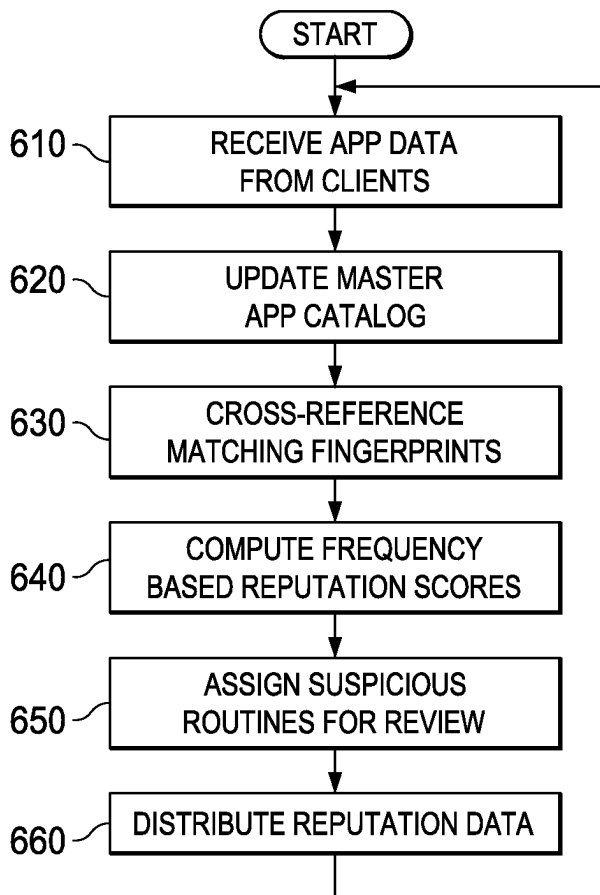 START
610
RECEIVE APP DATA
FROM CLIENTS
620
UPDATE MASTER
APP CATALOG
630
CROSS-REFERENCE
MATCHING FINGERPRINTS
640
COMPUTE FREQUENCY
BASED REPUTATION SCORES
650
ASSIGN SUSPICIOUS
ROUTINES FOR REVIEW
660
DISTRIBUTE REPUTATION DATA